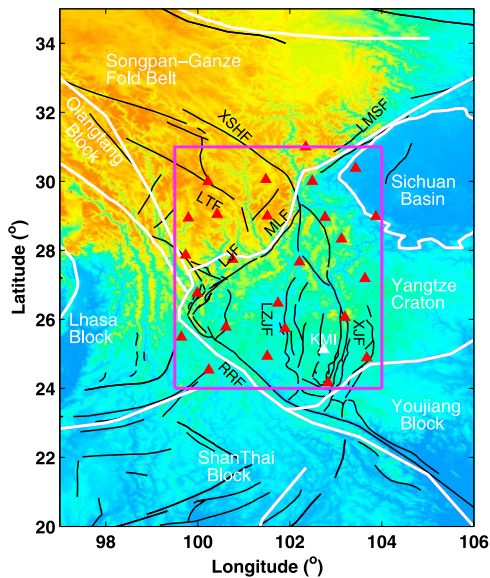 34
32
30
28
26
24
22
20
98
100
102
104
106
Latitude (°)
Longitude (°)
Songpan–Ganze
Fold Belt
Qiangtang
Block
XSHF
LMSF
Sichuan
Basin
LTF
MLF
LJF
Yangtze
Craton
Lhasa
Block
LZJF
KMI
XJF
RRF
Youjiang
Block
ShanThai
Block